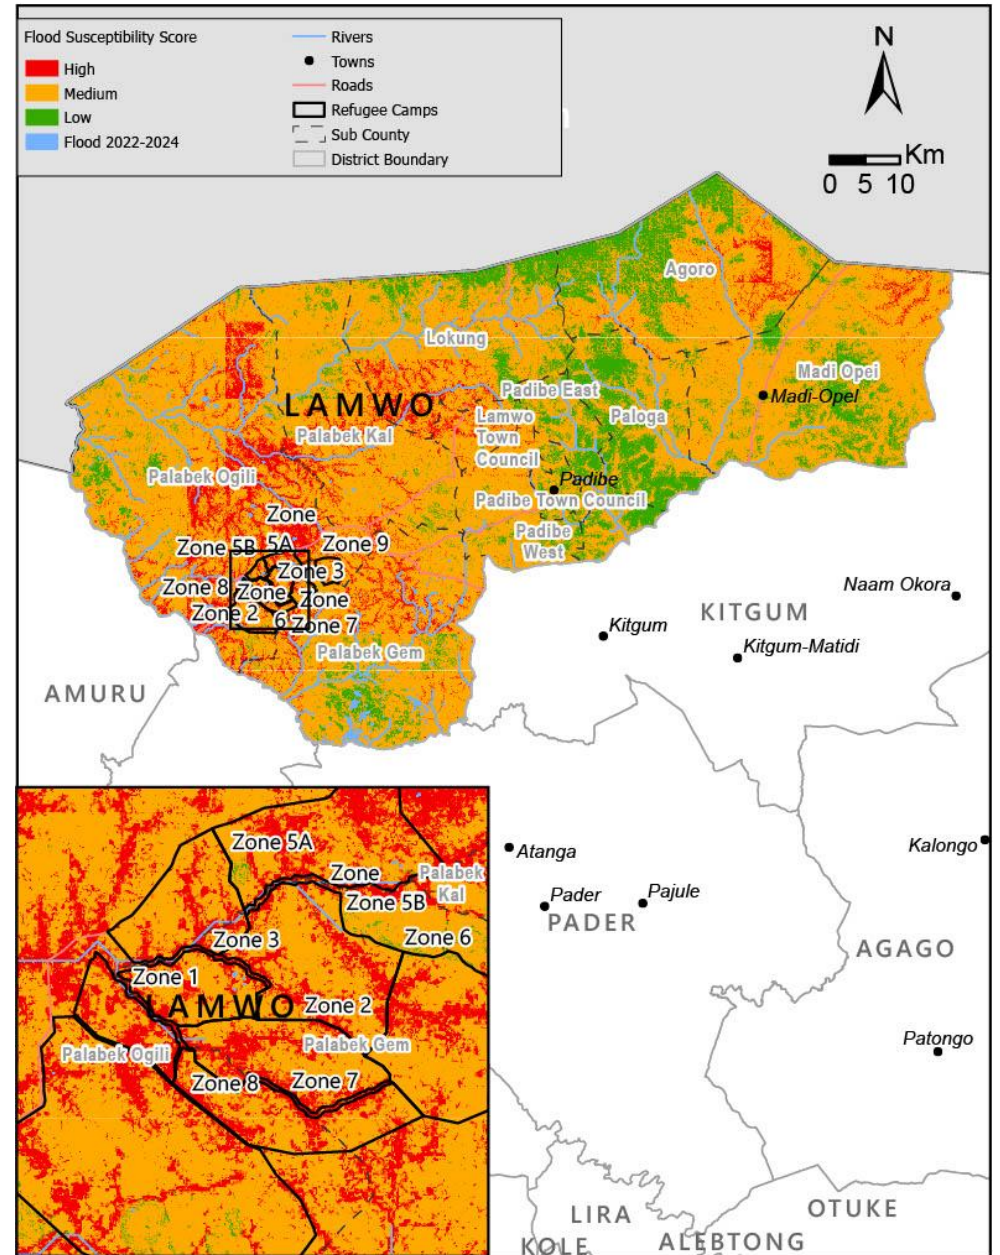 Flood Susceptibility Score
High
Medium
Low
Flood 2022-2024
Rivers
Towns
Roads
Refugee Camps
Sub County
District Boundary
N
Km
0 5 10
Agoro
Lokung
Madi Opei
Padibe East
Madi-Opel
LAMWO
Lamwo
Town
Council
Paloga
Palabek Kal
Palabek Ogili
Padibe
Padibe Town Council
Zone
Padibe
West
Zone 5B
5A
Zone 9
Zone 3
Zone 8
Zone
Zone
Zone 2
6
Zone 7
Naam Okora
KITGUM
Kitgum
Kitgum-Matidi
Palabek Gem
AMURU
Zone 5A
Zone
Palabek
Kal
Zone 5B
Zone 3
Zone 6
Zone 1
LAMWO
Zone 2
Palabek Gem
Palabek Ogili
Zone 8
Zone 7
Atanga
Kalongo
Pader
Pajule
PADER
AGAGO
Patongo
OTUKE
LIRA
ALEBTONG
KOLE